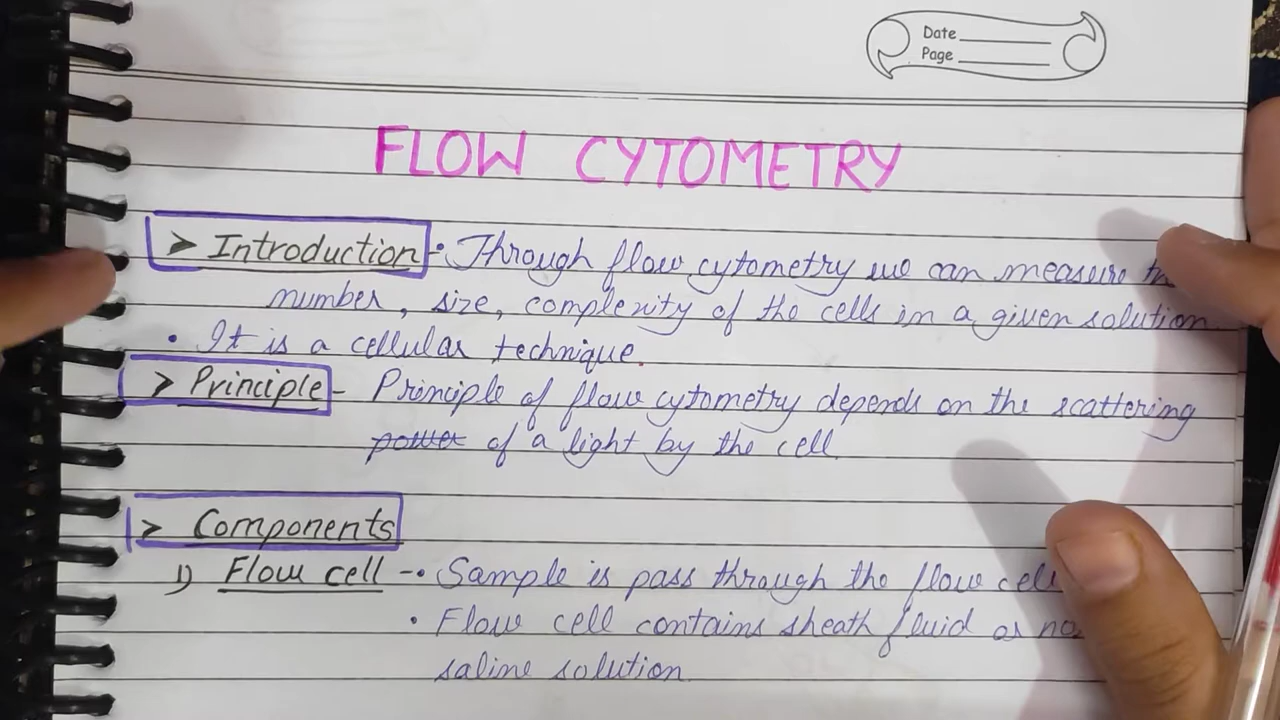 Date
Page
FLOW CYTOMETRY
➤ Introduction :- Through flow cytometry we can measure
number, size, complexity of the cells in a given solution
• It is a cellular technique.
➤ Principle - Principle of flow cytometry depends on the scattering
power of a light by the cell
➤ Components
1) Flow cell - • Sample is pass through the flow cell
• Flow cell contains sheath fluid or
saline solution